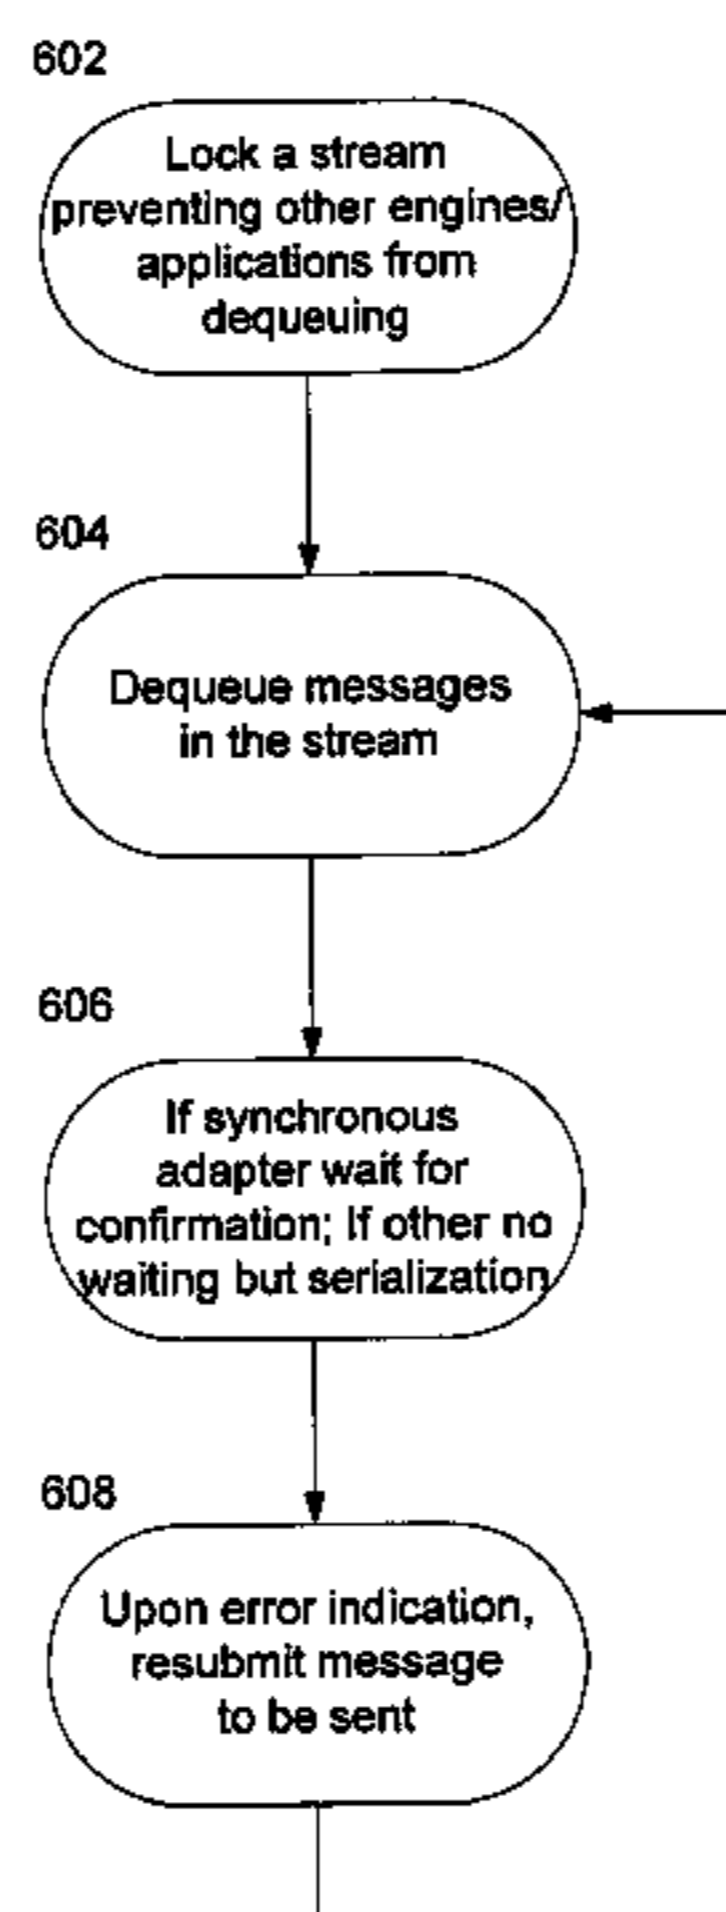 602
Lock a stream
preventing other engines/
applications from
dequeuing
604
Dequeue messages
in the stream
606
If synchronous
adapter wait for
confirmation; If other no
waiting but serialization
608
Upon error indication,
resubmit message
to be sent